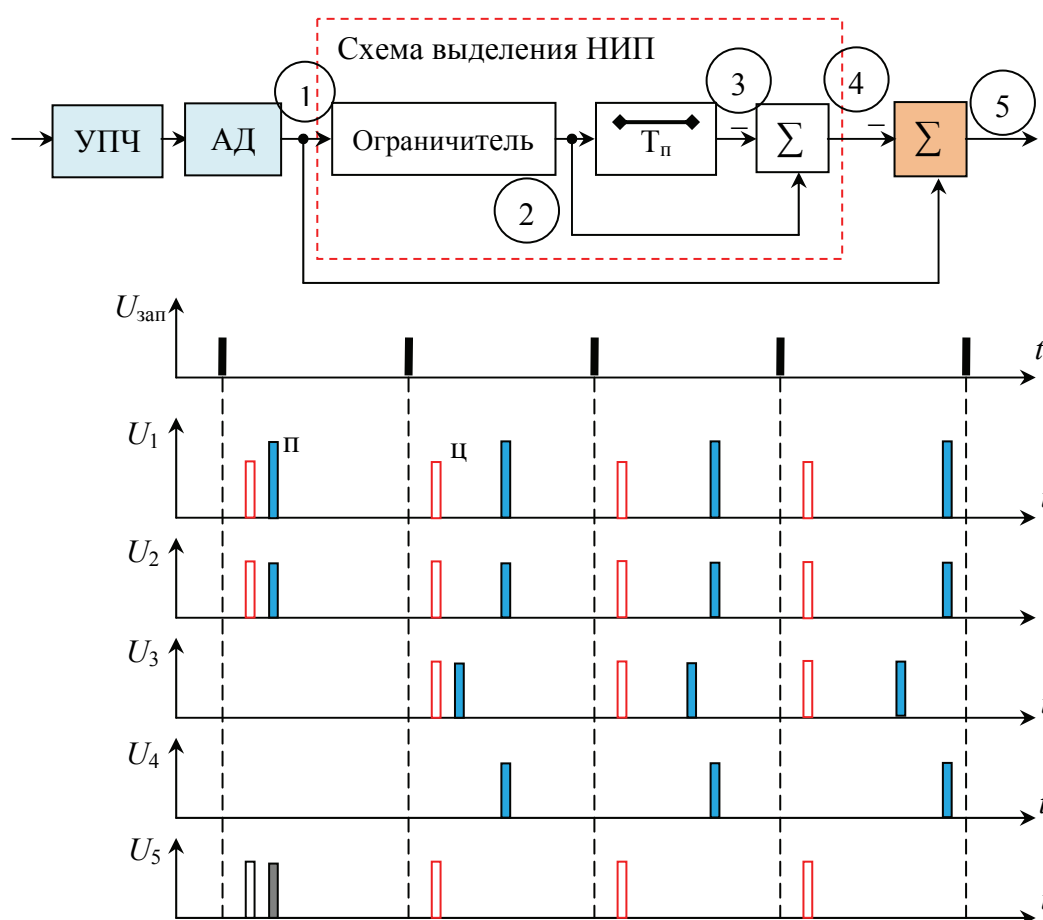 Схема выделения НИП
1
3
4
5
УПЧ
АД
Ограничитель
Tп
–
Σ
–
Σ
2
Uзап
t
U1
п
ц
t
U2
U3
t
U4
t
U5
t